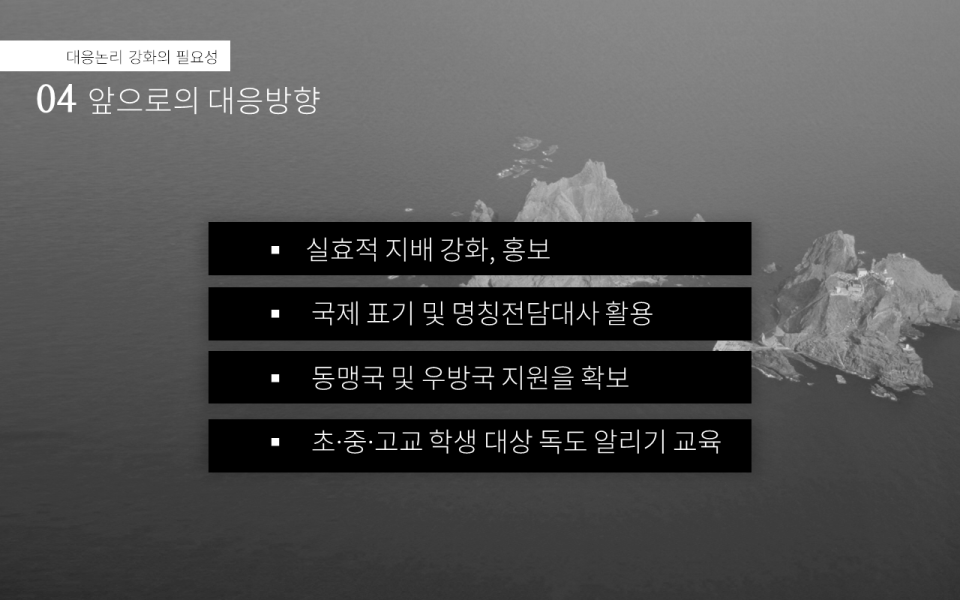 대응논리 강화의 필요성
04 앞으로의 대응방향
▪ 실효적 지배 강화, 홍보
▪ 국제 표기 및 명칭전담대사 활용
▪ 동맹국 및 우방국 지원을 확보
▪ 초·중·고교 학생 대상 독도 알리기 교육